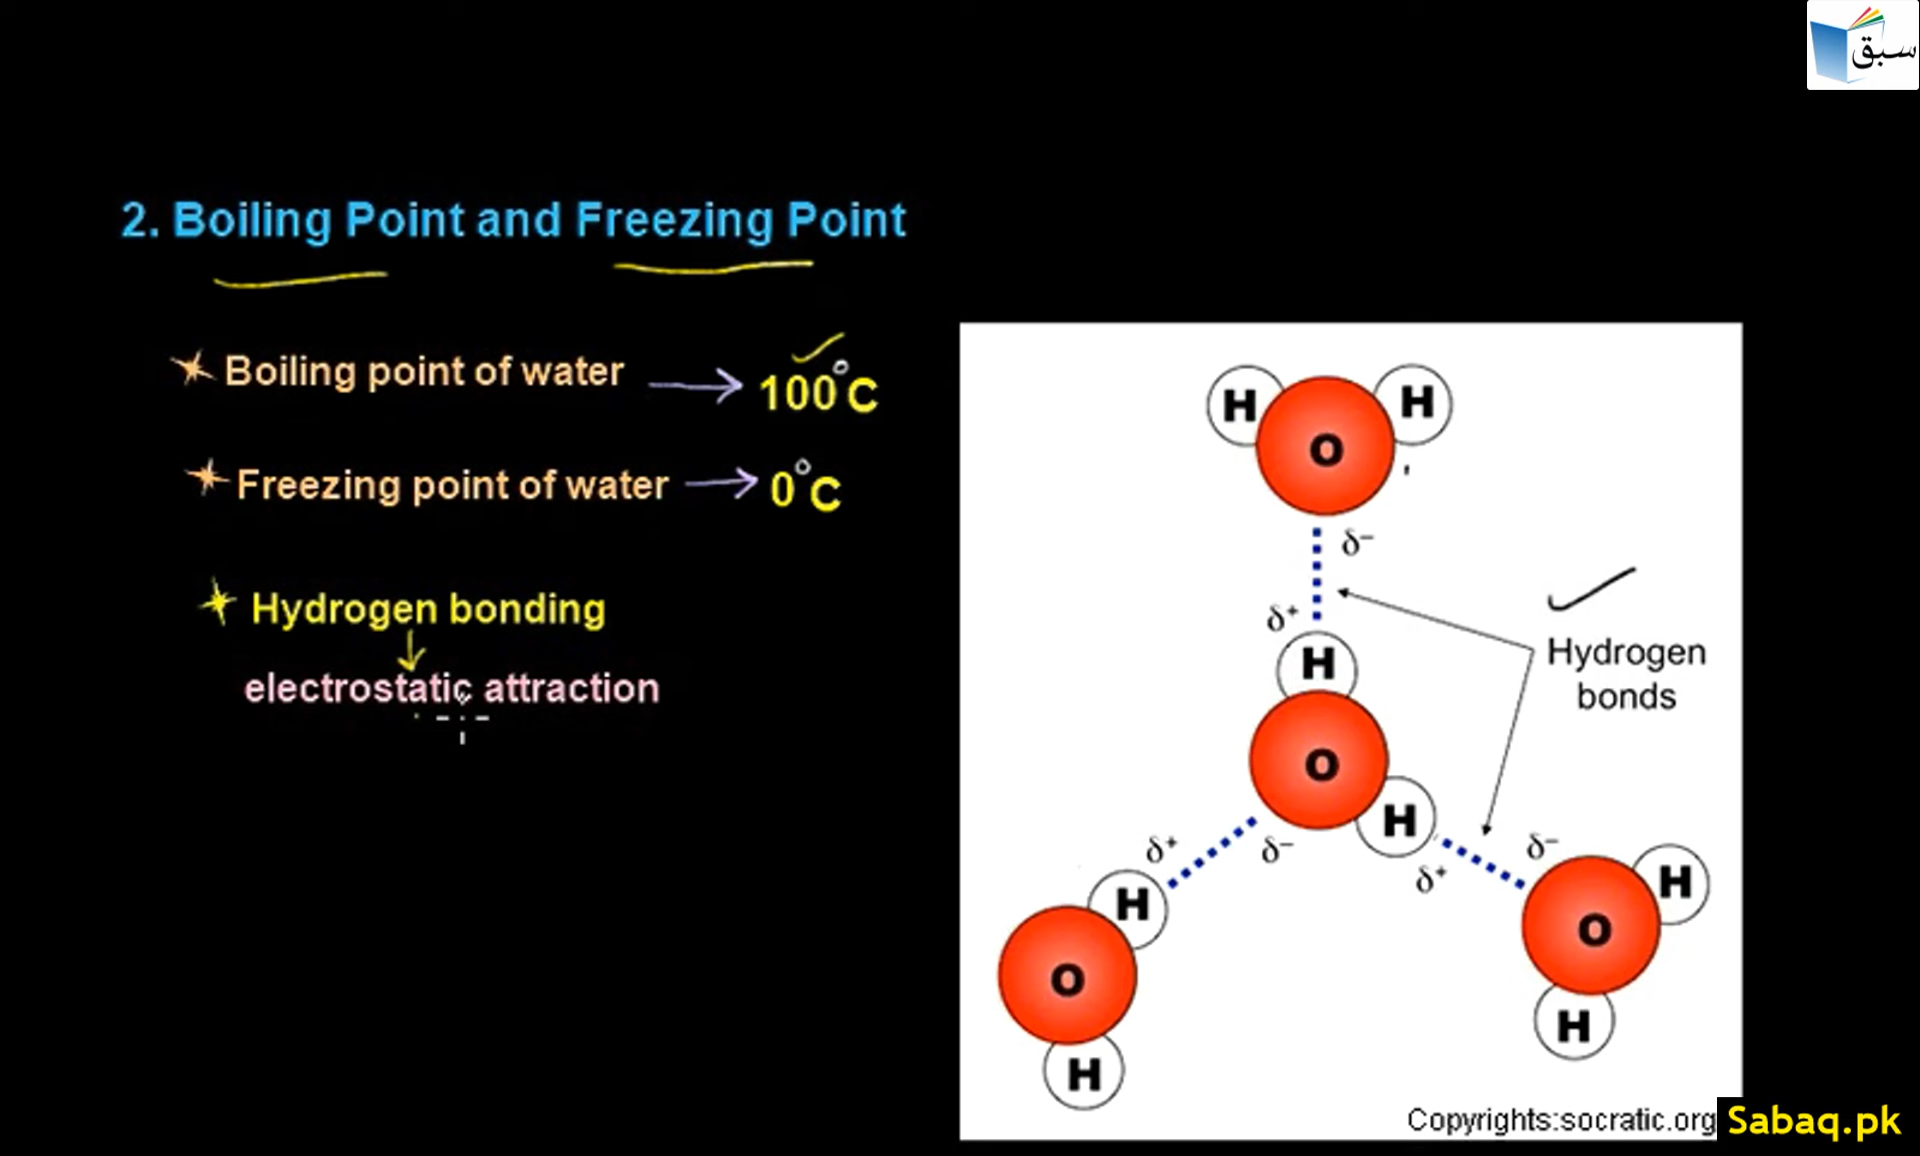 سبق
2. Boiling Point and Freezing Point
Boiling point of water → 100°C
Freezing point of water → 0°C
Hydrogen bonding
↓
electrostatic attraction
H H
O
δ−
δ+
H
O
H
Hydrogen
bonds
δ+ δ− δ+ δ−
H
O
H
H
O
H
Copyrights:socratic.org
Sabaq.pk